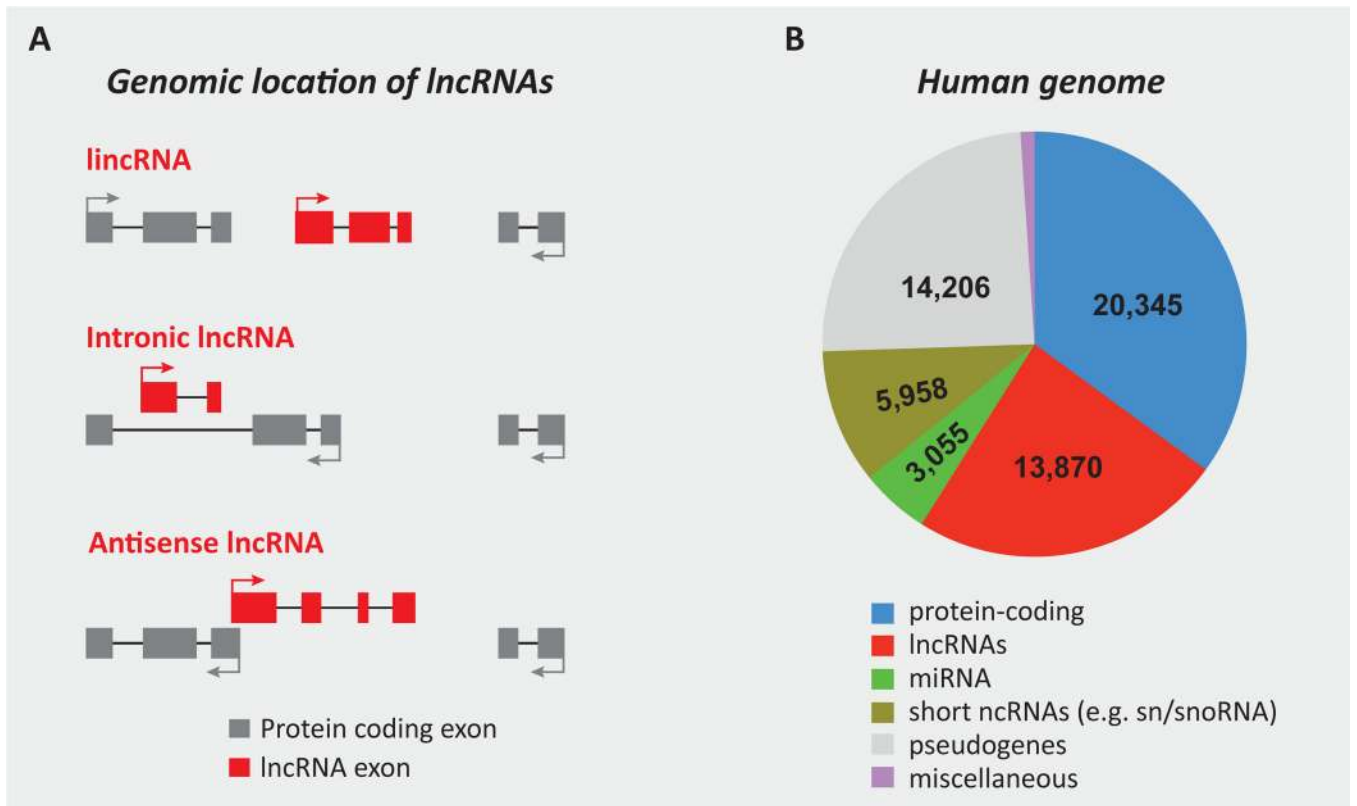 A
Genomic location of lncRNAs
lincRNA
Intronic lncRNA
Antisense lncRNA
Protein coding exon
lncRNA exon
B
Human genome
20,345
13,870
3,055
5,958
14,206
protein-coding
lncRNAs
miRNA
short ncRNAs (e.g. sn/snoRNA)
pseudogenes
miscellaneous